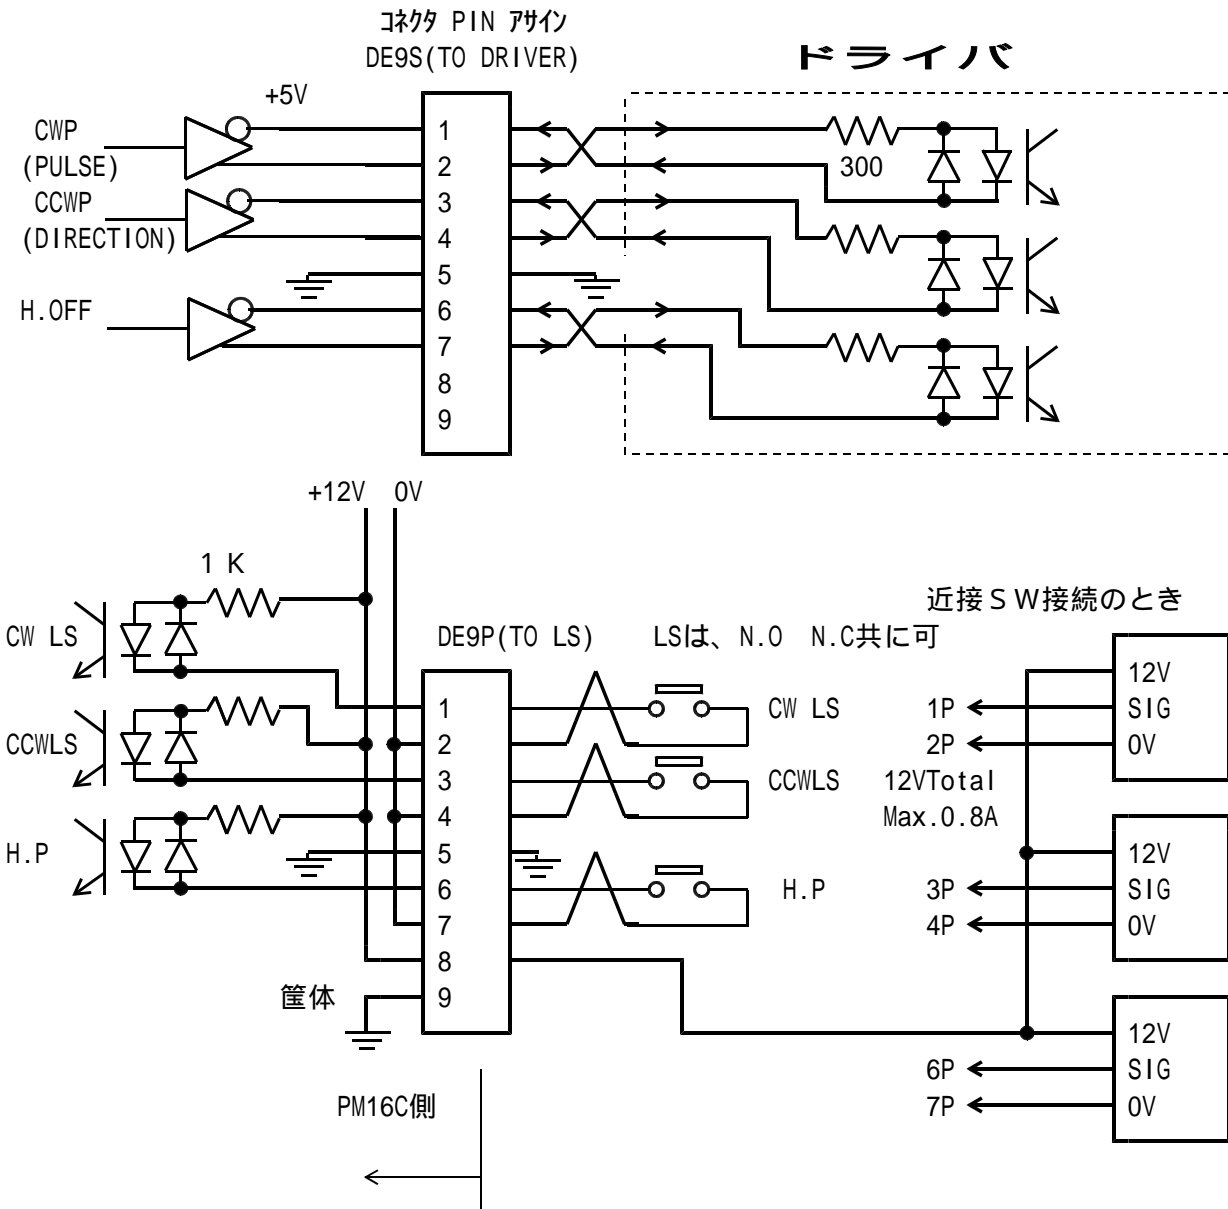 コネクタ PIN アサイン
DE9S(TO DRIVER)
ドライバ
+5V
CWP
(PULSE)
CCWP
(DIRECTION)
H.OFF
1
2
3
4
5
6
7
8
9
300
+12V 0V
1 K
CW LS
CCWLS
H.P
DE9P(TO LS)
LSは、N.O N.C共に可
近接SW接続のとき
1
2
3
4
5
6
7
8
9
CW LS
CCWLS
H.P
12VTotal
Max.0.8A
1P
2P
12V
SIG
0V
3P
4P
12V
SIG
0V
6P
7P
12V
SIG
0V
筐体
PM16C側